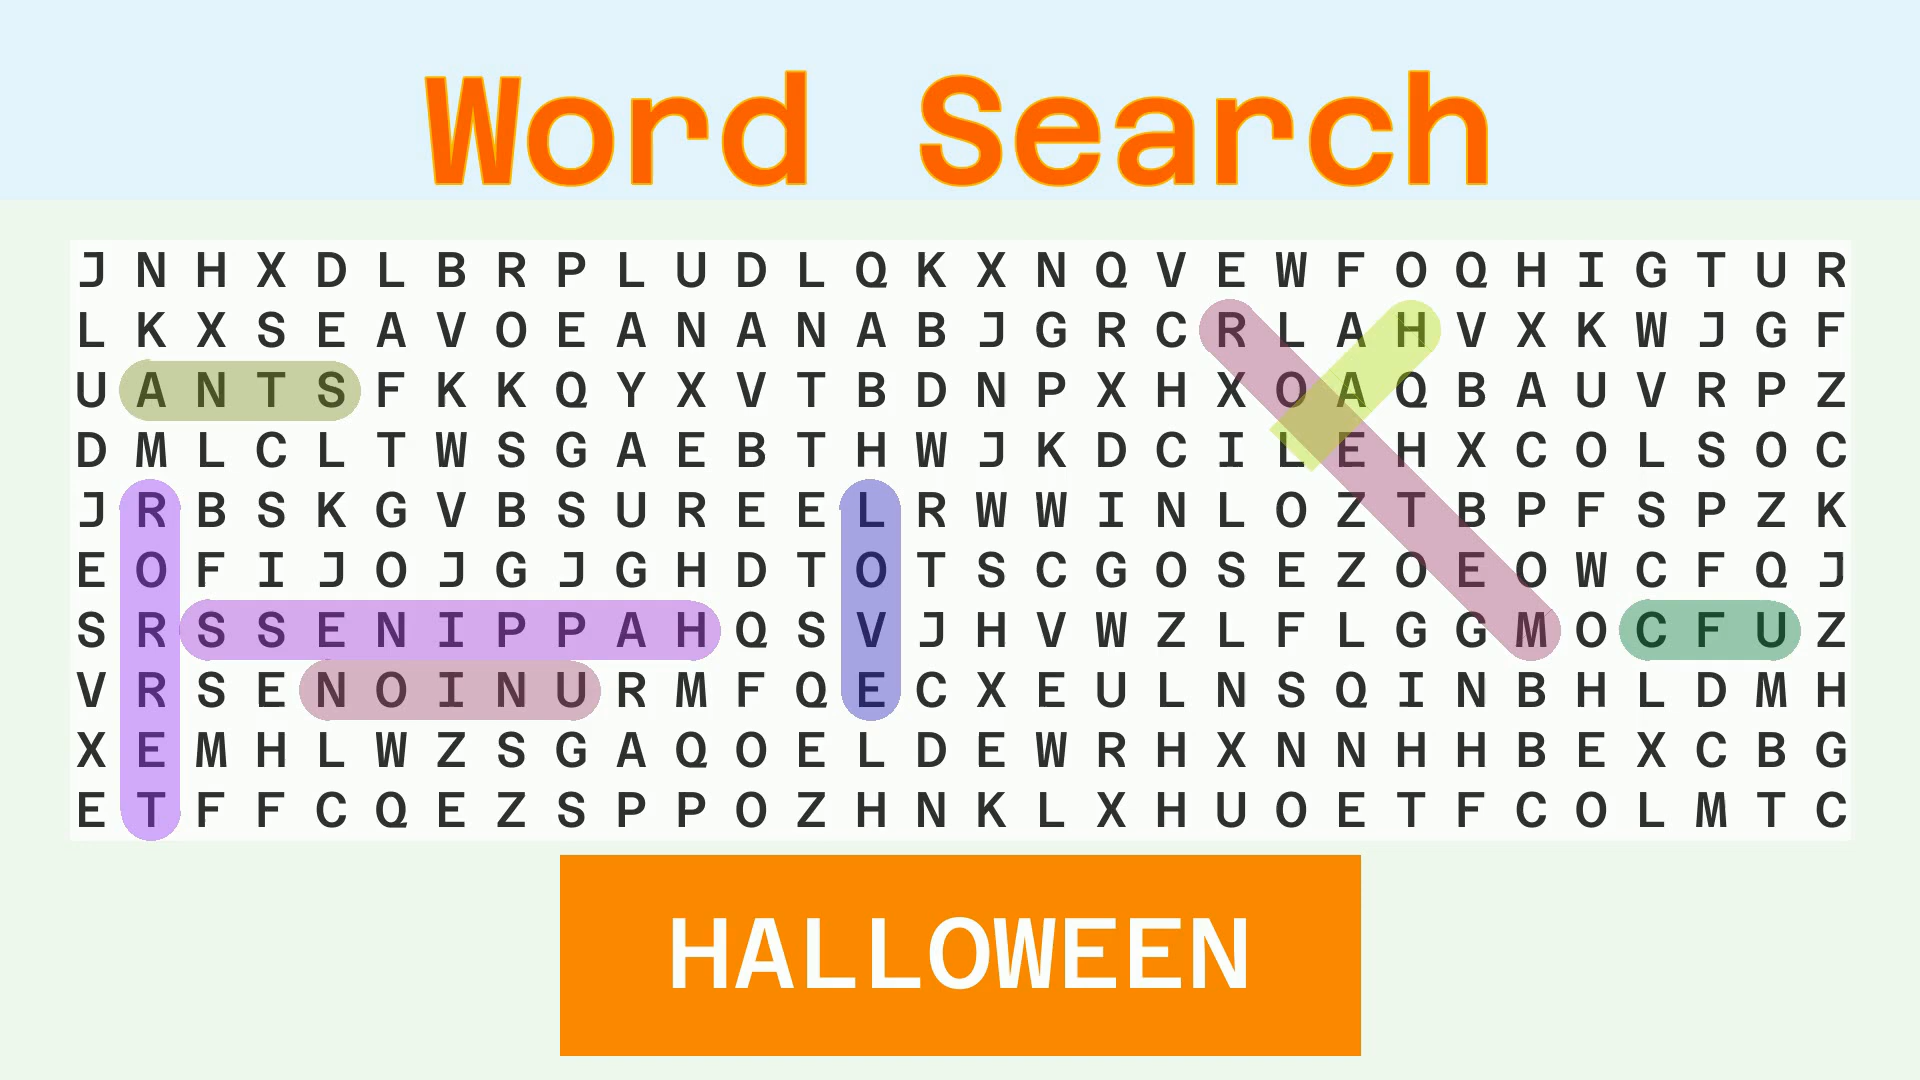 Word Search
J N H X D L B R P L U D L Q K X N Q V E W F O Q H I G T U R
L K X S E A V O E A N A N A B J G R C R L A H V X K W J G F
U A N T S F K K Q Y X V T B D N P X H X O A Q B A U V R P Z
D M L C L T W S G A E B T H W J K D C I L E H X C O L S O C
J R B S K G V B S U R E E L R W W I N L O Z T B P F S P Z K
E O F I J O J G J G H D T O T S C G O S E Z O E O W C F Q J
S R S S E N I P P A H Q S V J H V W Z L F L G G M O C F U Z
V R S E N O I N U R M F Q E C X E U L N S Q I N B H L D M H
X E M H L W Z S G A Q O E L D E W R H X N N H H B E X C B G
E T F F C Q E Z S P P O Z H N K L X H U O E T F C O L M T C
HALLOWEEN